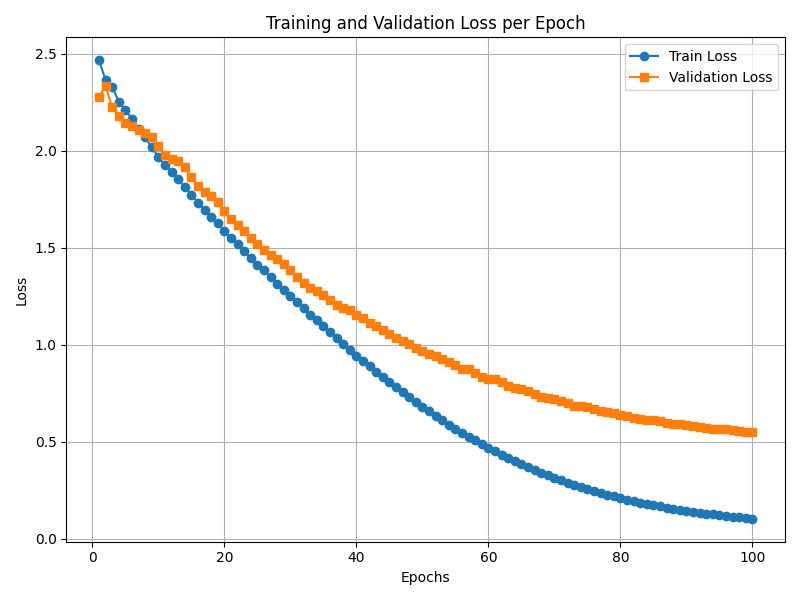 Training and Validation Loss per Epoch
Train Loss
Validation Loss
2.5
2.0
1.5
1.0
0.5
0.0
Loss
0 20 40 60 80 100
Epochs